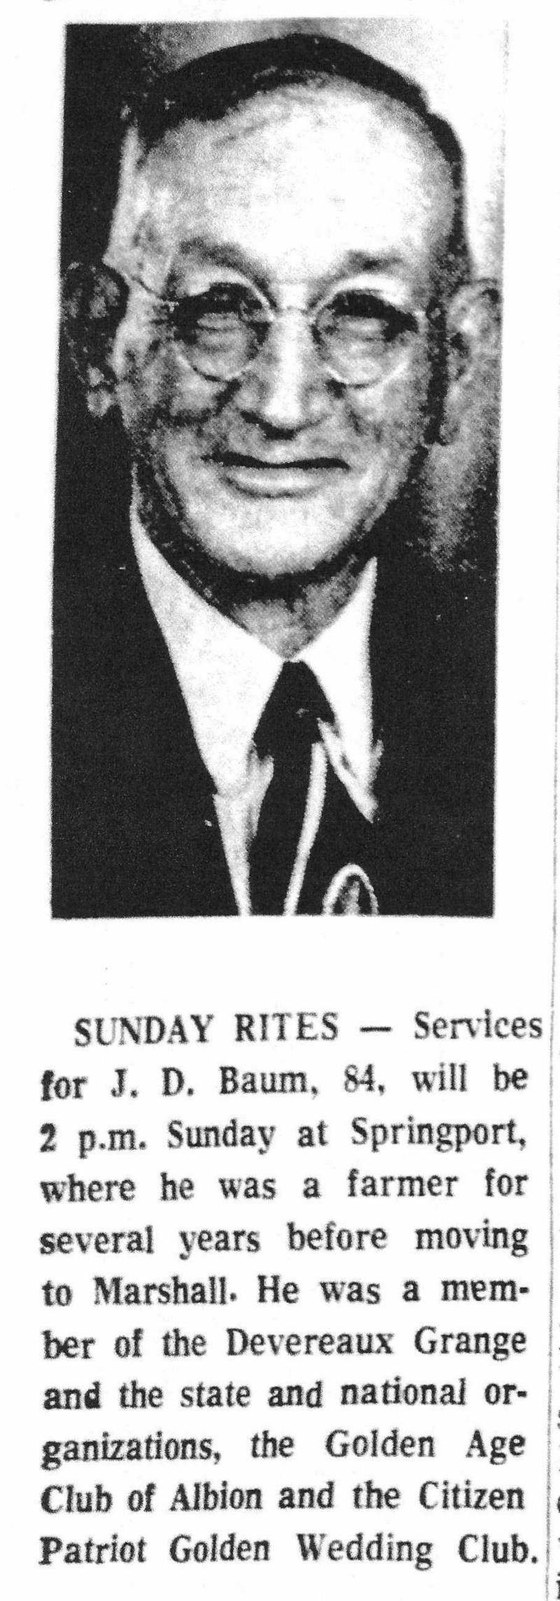 SUNDAY RITES — Services
for J. D. Baum, 84, will be
2 p.m. Sunday at Springport,
where he was a farmer for
several years before moving
to Marshall. He was a mem-
ber of the Devereaux Grange
and the state and national or-
ganizations, the Golden Age
Club of Albion and the Citizen
Patriot Golden Wedding Club.